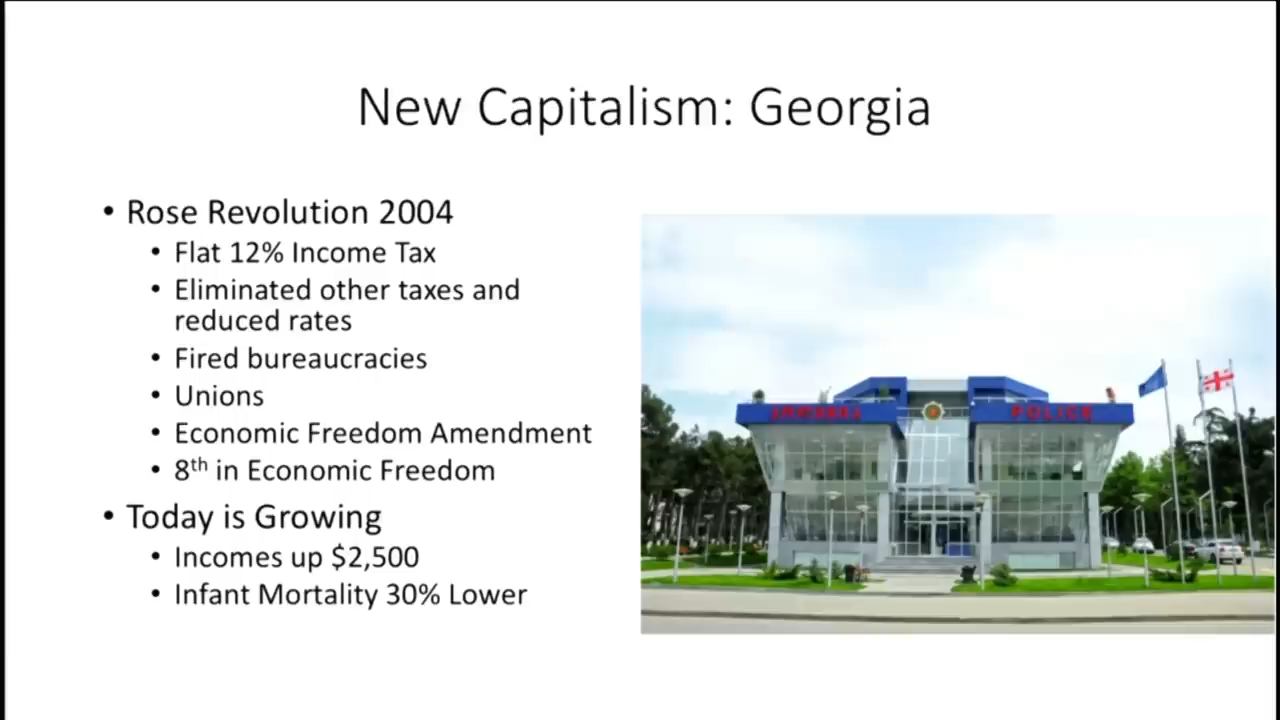 New Capitalism: Georgia
• Rose Revolution 2004
• Flat 12% Income Tax
• Eliminated other taxes and
reduced rates
• Fired bureaucracies
• Unions
• Economic Freedom Amendment
• 8th in Economic Freedom
• Today is Growing
• Incomes up $2,500
• Infant Mortality 30% Lower
POLICE